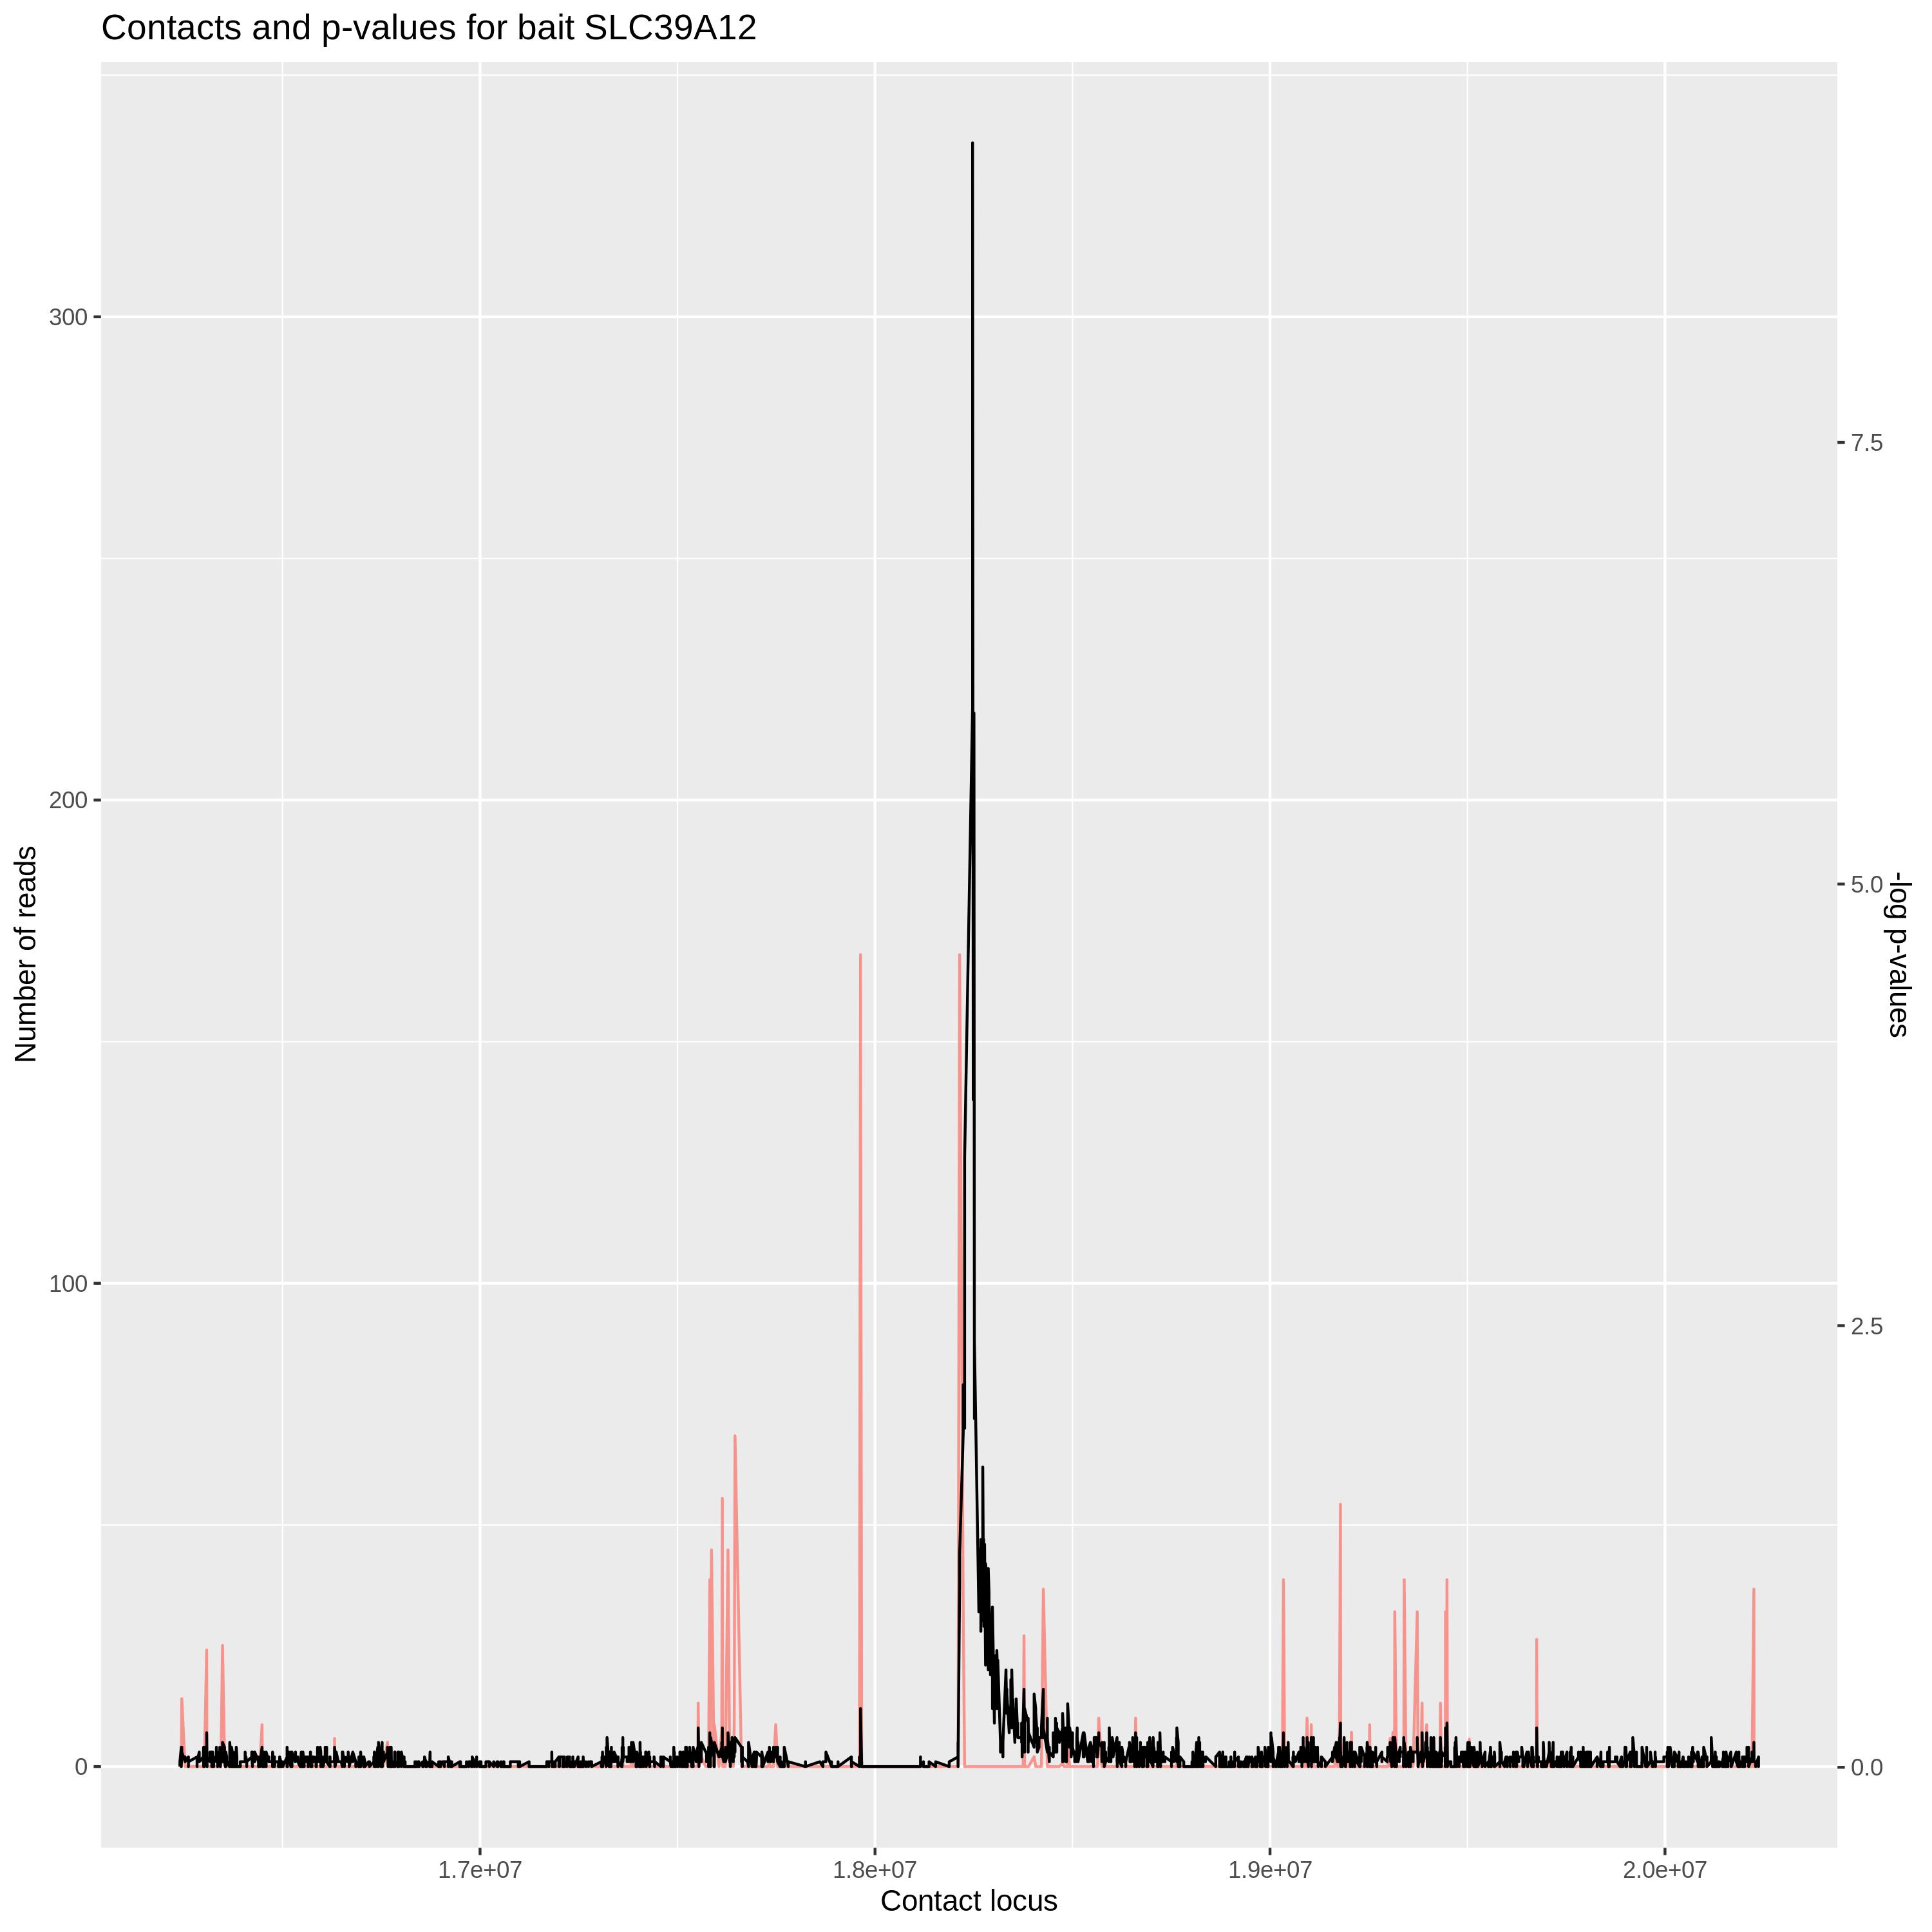 Contacts and p-values for bait SLC39A12
Number of reads
300
200
100
0
7.5
5.0
2.5
0.0
-log p-values
1.7e+07
1.8e+07
1.9e+07
2.0e+07
Contact locus